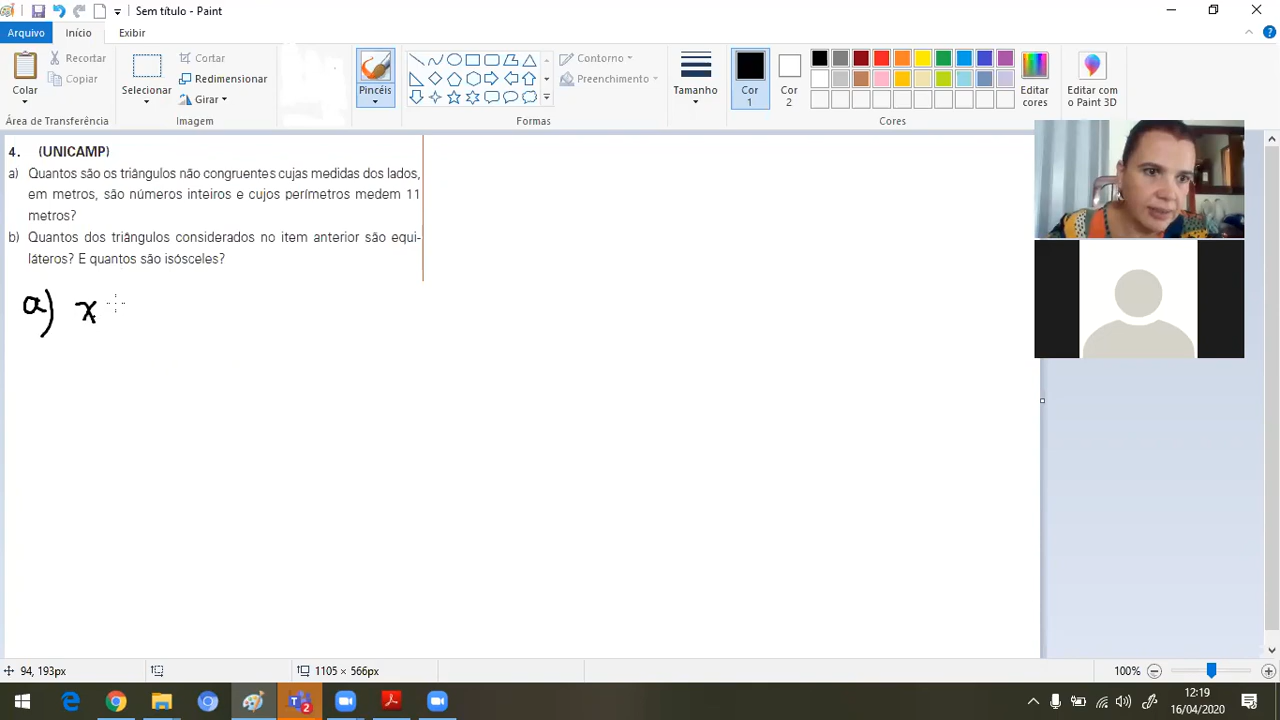 Sem título - Paint
Arquivo Início Exibir
Colar
Recortar
Copiar
Área de Transferência
Selecionar
Cortar
Redimensionar
Girar
Imagem
Pincéis
Contorno
Preenchimento
Formas
Tamanho
Cor 1
Cor 2
Editar cores
Cores
Editar com o Paint 3D
4. (UNICAMP)
a) Quantos são os triângulos não congruentes cujas medidas dos lados,
em metros, são números inteiros e cujos perímetros medem 11
metros?
b) Quantos dos triângulos considerados no item anterior são equi-
láteros? E quantos são isósceles?
a) x
94, 193px
1105 × 566px
100%
2
12:19
16/04/2020